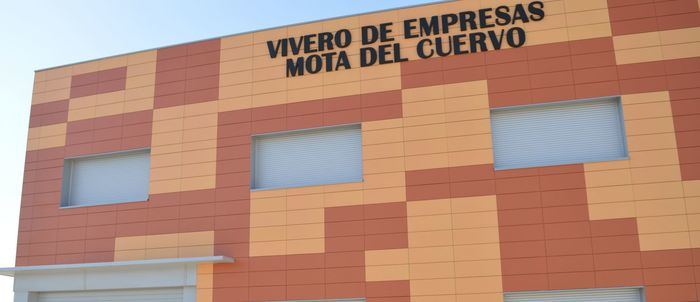 VIVERO DE EMPRESAS
MOTA DEL CUERVO